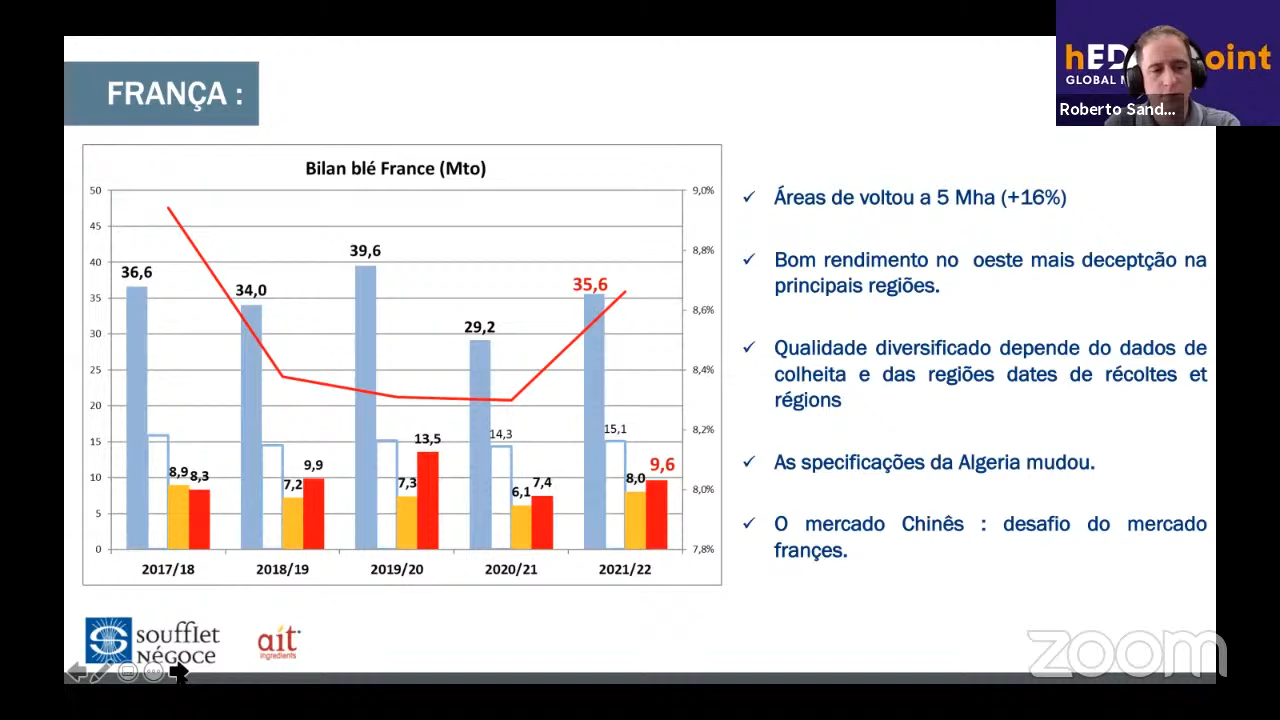 FRANÇA :
hED oint
GLOBAL M
Roberto Sand...
Bilan blé France (Mto)
50
45
40
35
30
25
20
15
10
5
0
9,0%
8,8%
8,6%
8,4%
8,2%
8,0%
7,8%
36,6
34,0
39,6
29,2
35,6
8,9
8,3
7,2
9,9
7,3
13,5
14,3
6,1
7,4
15,1
8,0
9,6
2017/18
2018/19
2019/20
2020/21
2021/22
Áreas de voltou a 5 Mha (+16%)
Bom rendimento no oeste mais deceptção na
principais regiões.
Qualidade diversificado depende do dados de
colheita e das regiões dates de récoltes et
régions
As specificações da Algeria mudou.
O mercado Chinês : desafio do mercado
françes.
soufflet
négoce
ait
ingredients
zoom